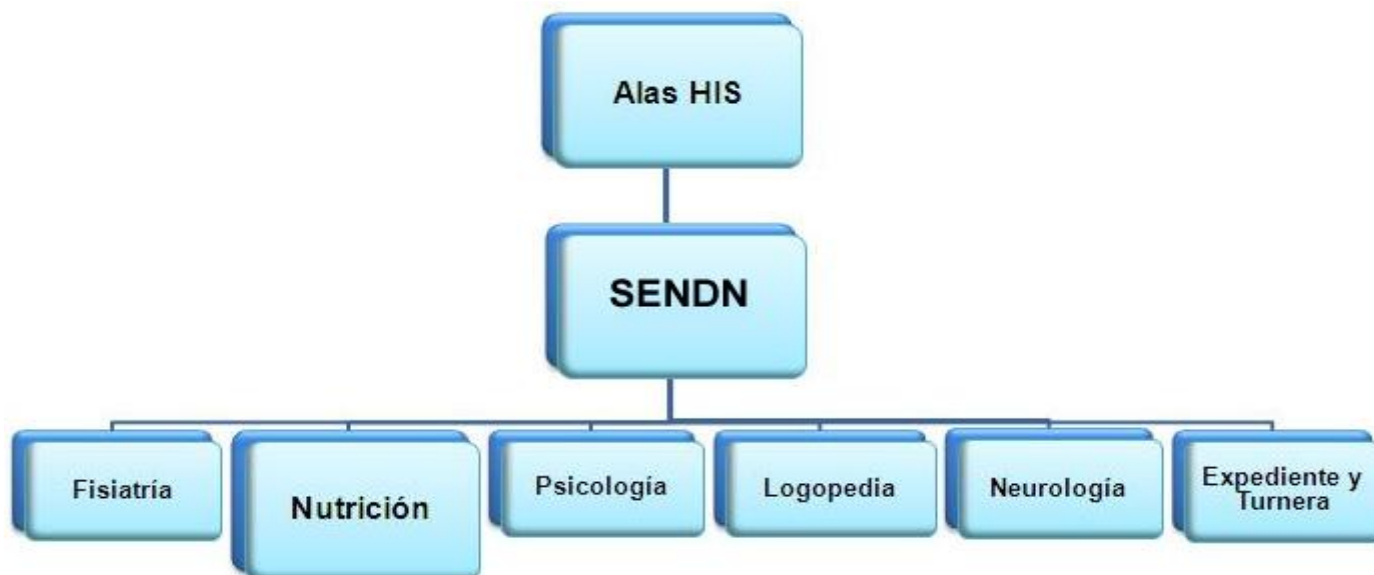 Alas HIS
SENDN
Fisiatría
Nutrición
Psicología
Logopedia
Neurología
Expediente y
Turnera